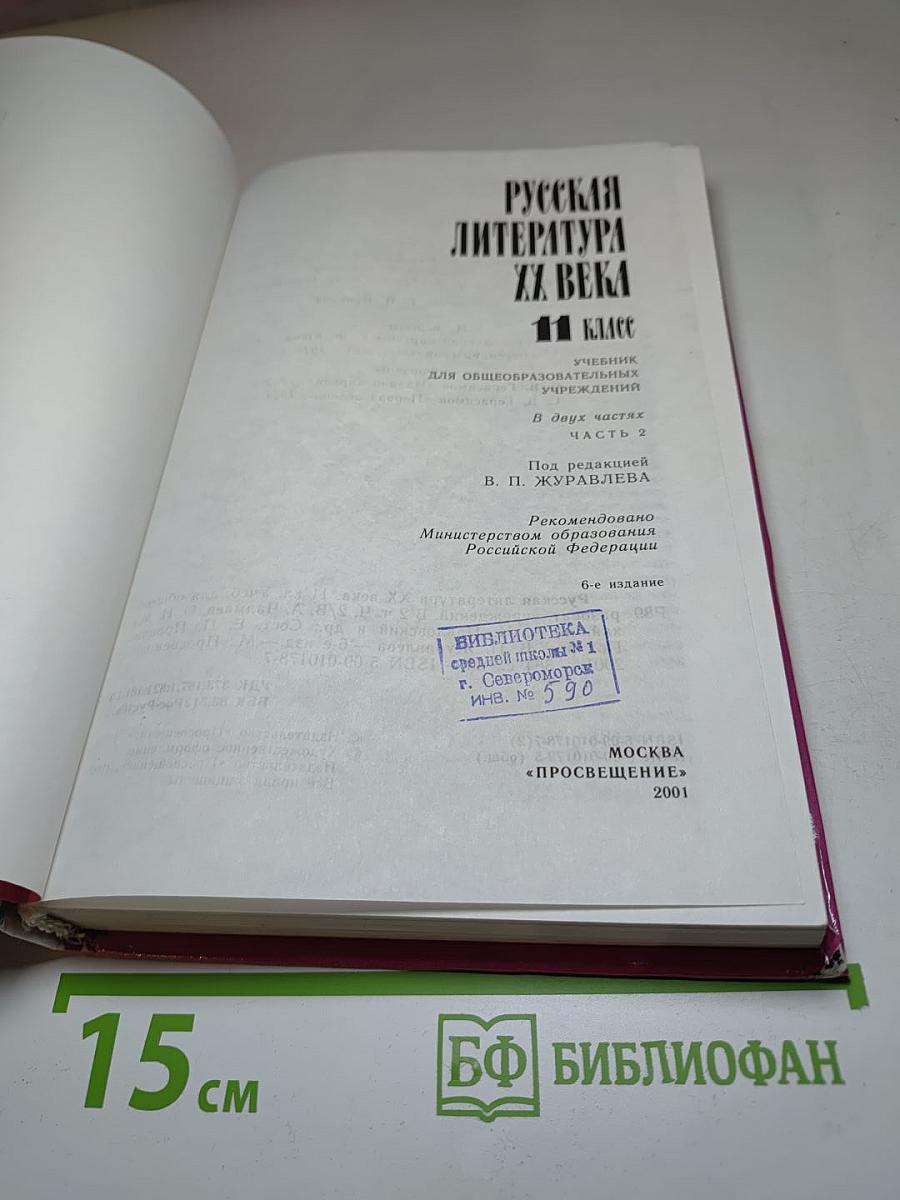 РУССКАЯ
ЛИТЕРАТУРА
XX ВЕКА
11 КЛАСС
УЧЕБНИК
ДЛЯ ОБЩЕОБРАЗОВАТЕЛЬНЫХ
УЧРЕЖДЕНИЙ
В двух частях
ЧАСТЬ 2
Под редакцией
В. П. ЖУРАВЛЕВА
Рекомендовано
Министерством образования
Российской Федерации
6-е издание
БИБЛИОТЕКА
средней школы № 1
г. Североморск
ИНВ. № 590
МОСКВА
«ПРОСВЕЩЕНИЕ»
2001
15 см
БФ БИБЛИОФАН